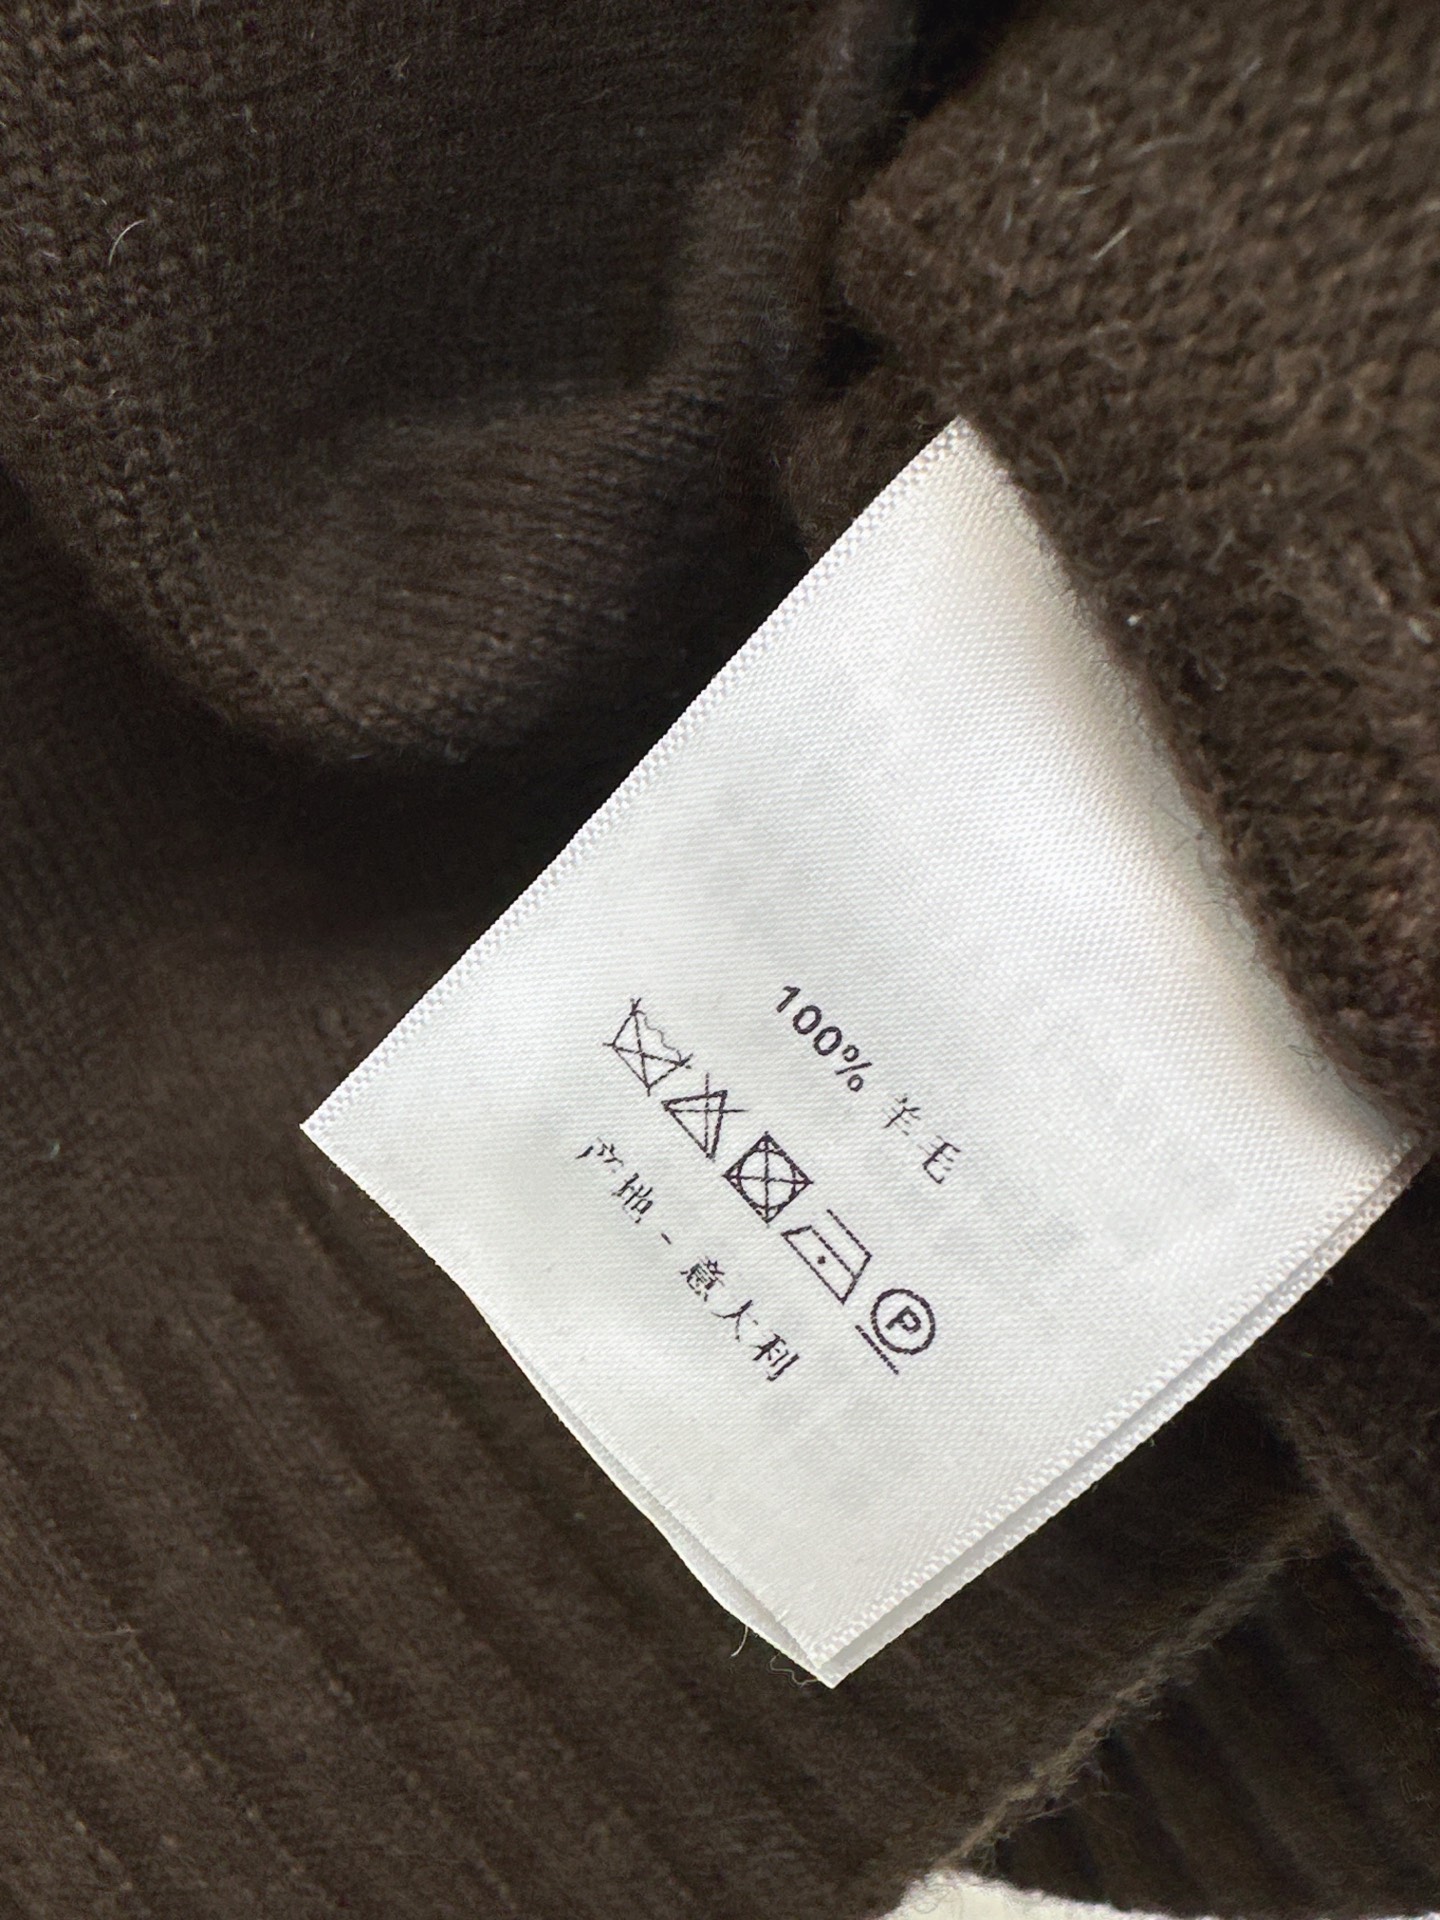 100% 羊毛
P
产地 - 意大利